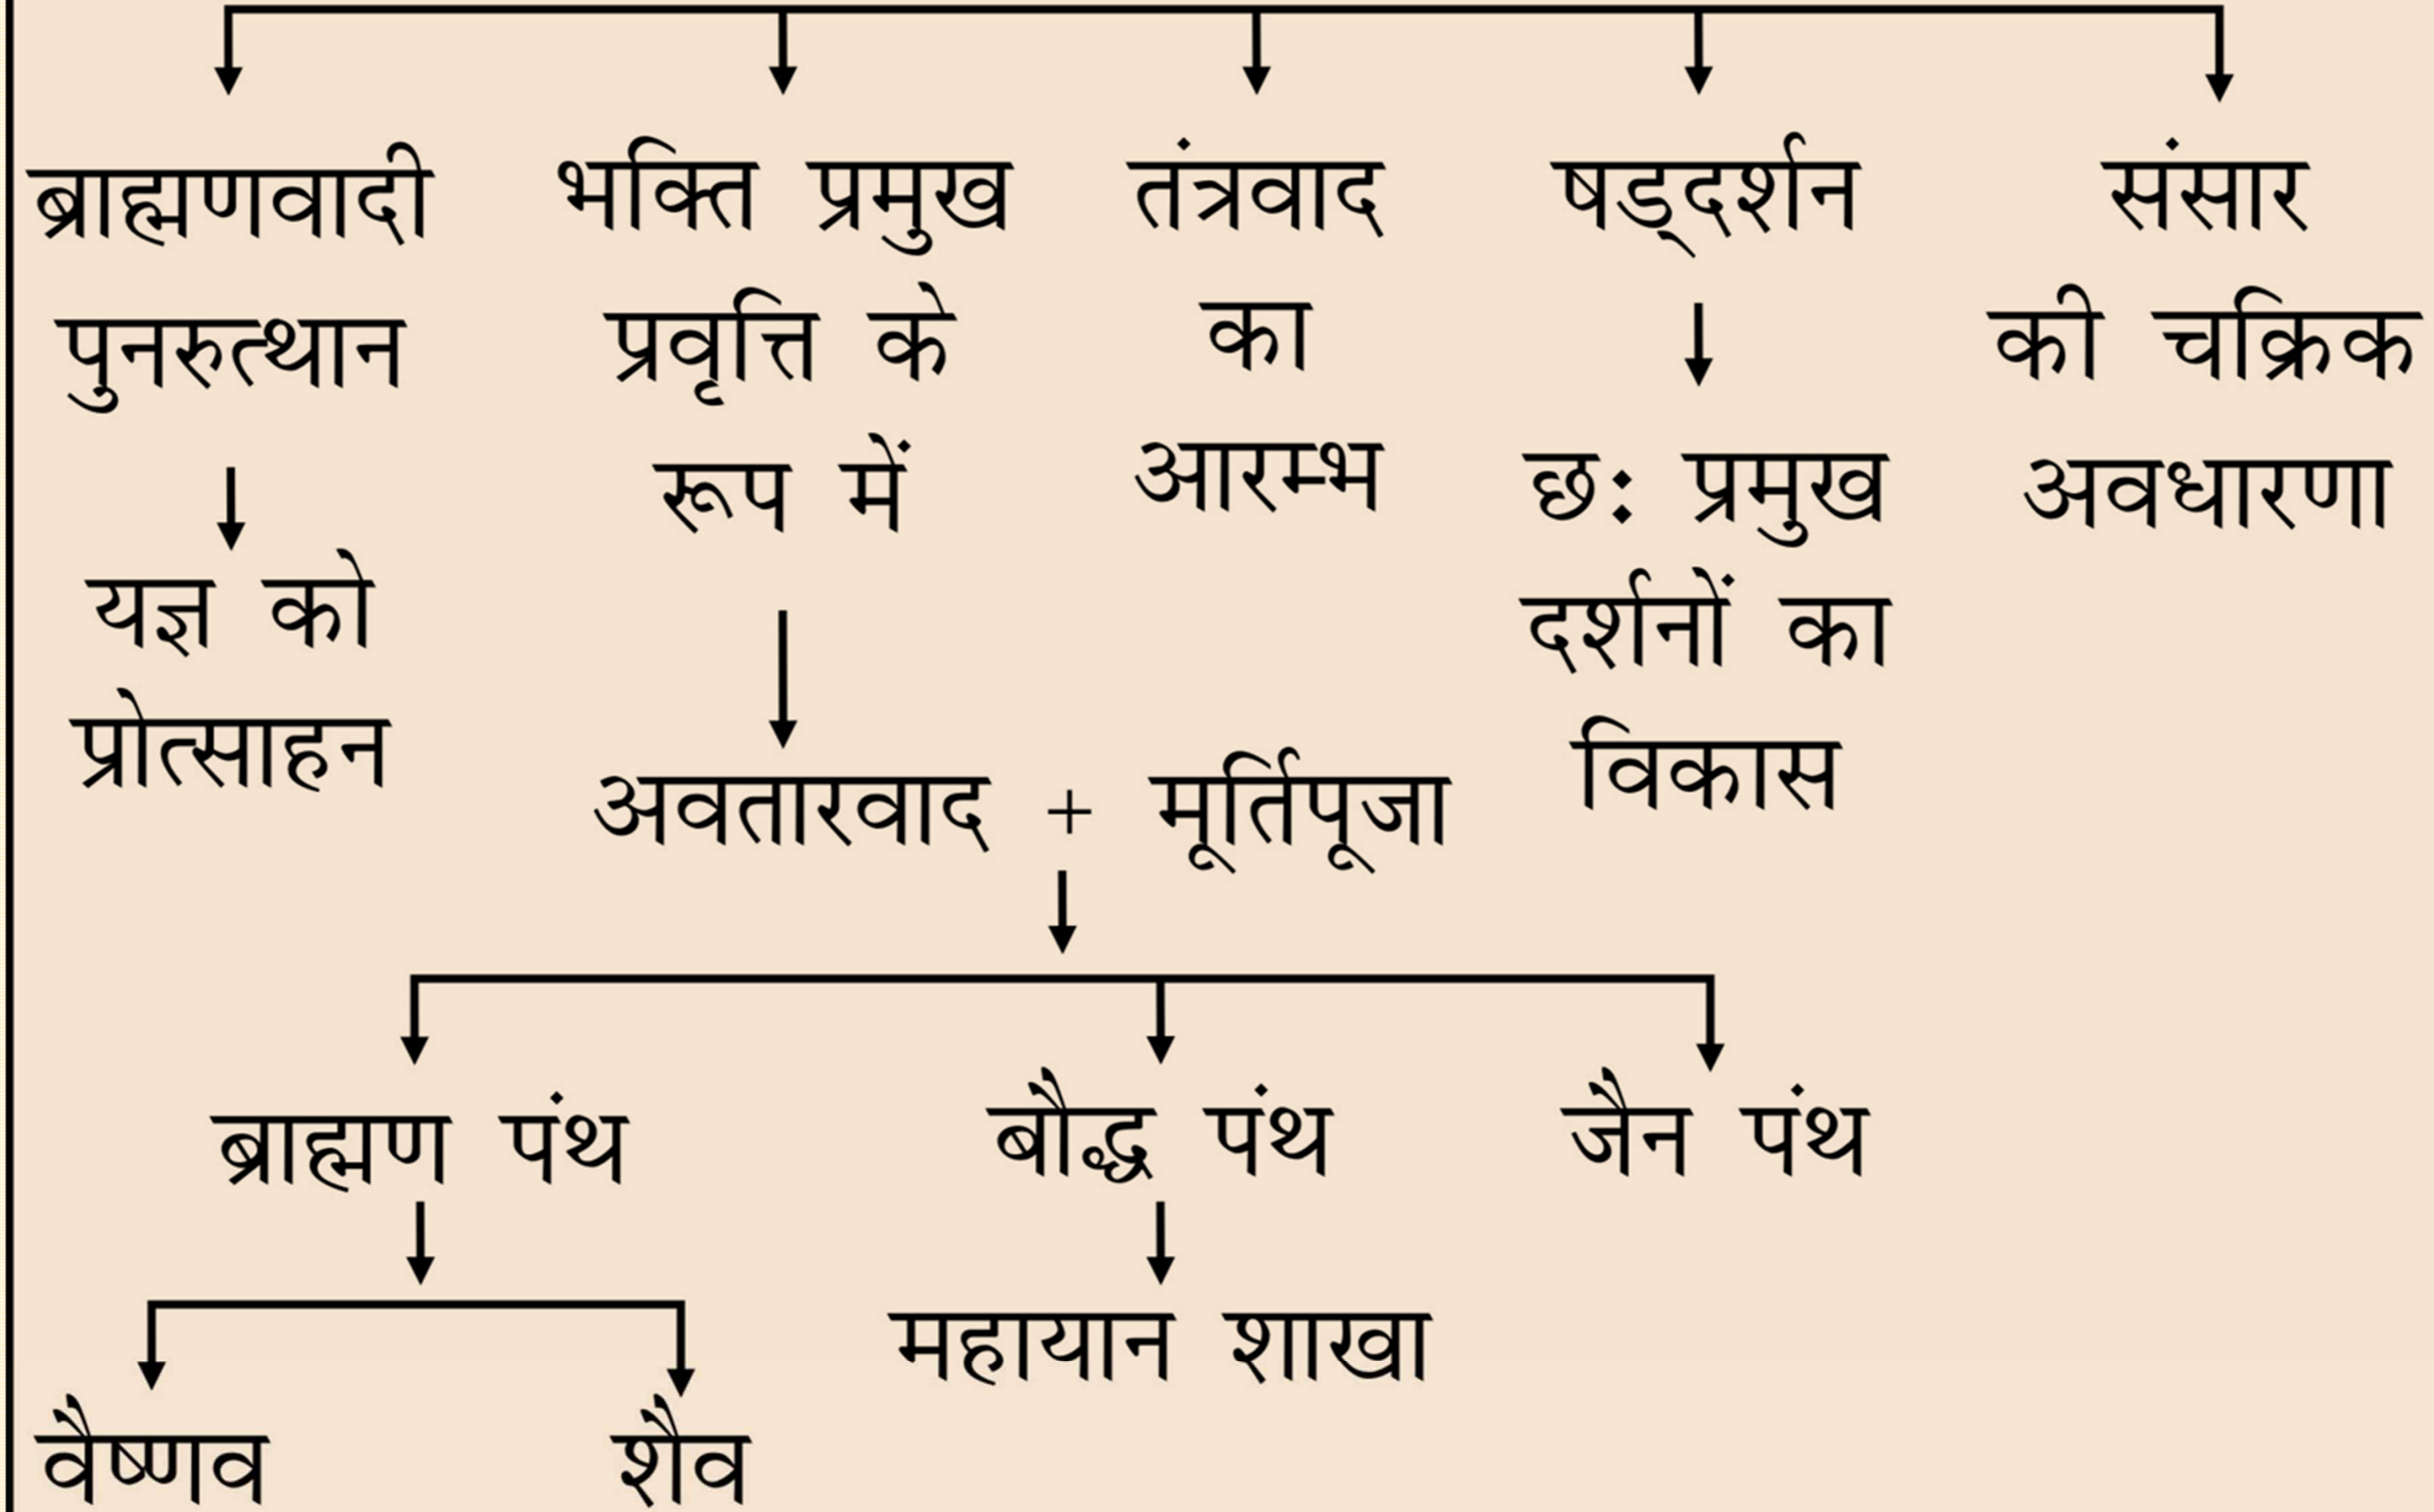 ब्राह्मणवादी
पुनरुत्थान
यज्ञ को
प्रोत्साहन
भक्ति प्रमुख
प्रवृत्ति के
रूप में
तंत्रवाद
का
आरम्भ
अवतारवाद + मूर्तिपूजा
षड्दर्शन
छः प्रमुख
दर्शनों का
विकास
संसार
की चक्रिक
अवधारणा
ब्राह्मण पंथ
बौद्ध पंथ
जैन पंथ
वैष्णव
शैव
महायान शाखा